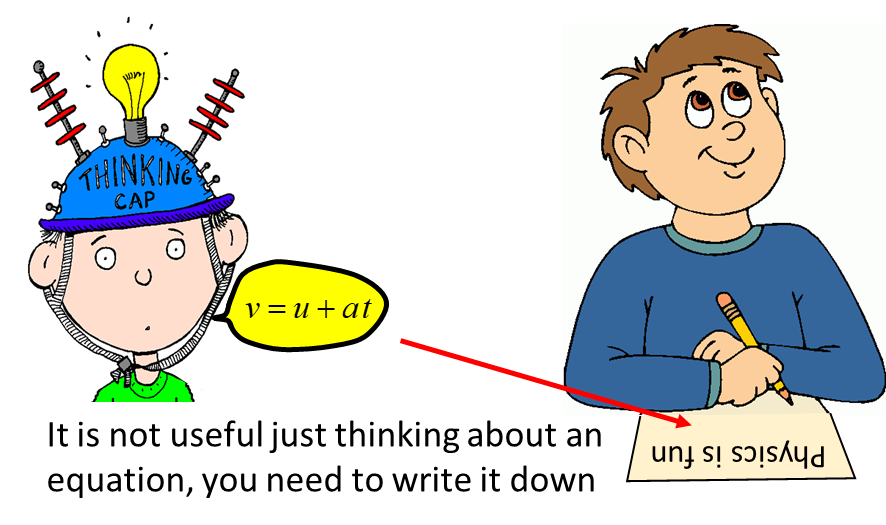 THINKING
CAP
v = u + at
It is not useful just thinking about an
equation, you need to write it down
Physics is fun